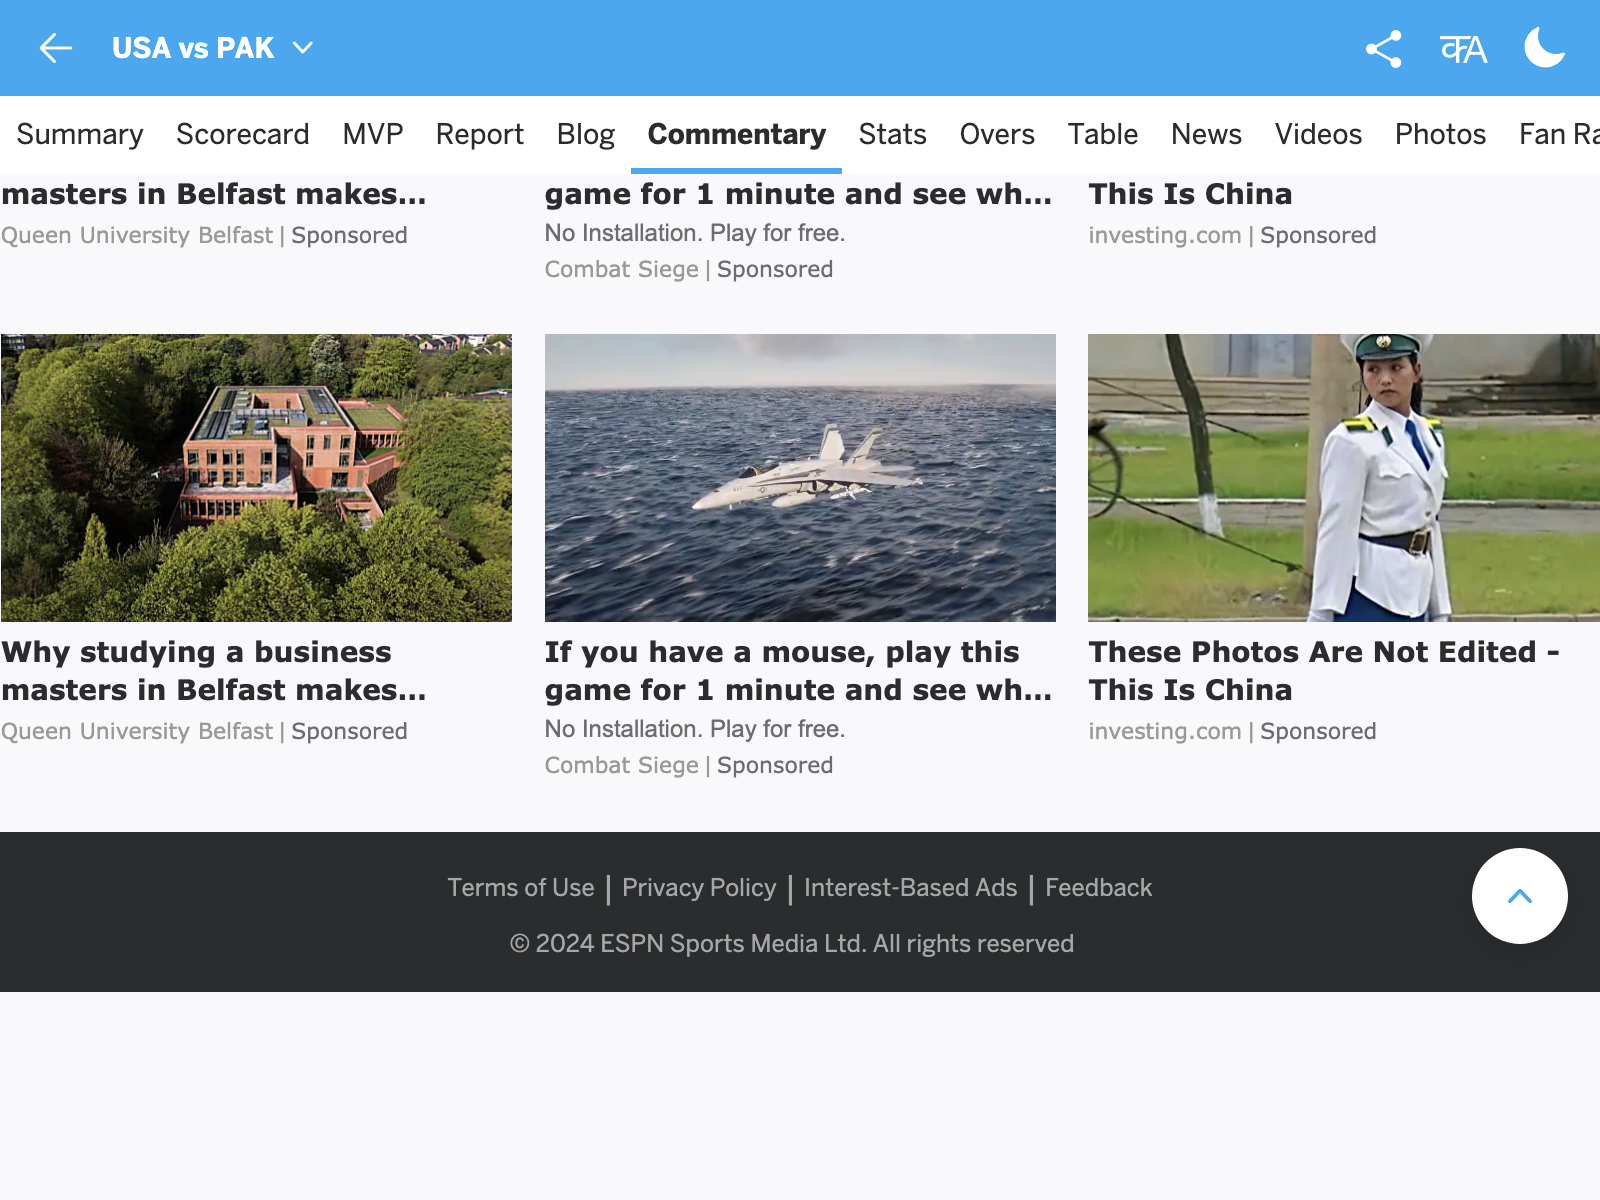 USA vs PAK
कA
Summary Scorecard MVP Report Blog Commentary Stats Overs Table News Videos Photos Fan Ra
masters in Belfast makes...
Queen University Belfast | Sponsored
game for 1 minute and see wh...
No Installation. Play for free.
Combat Siege | Sponsored
This Is China
investing.com | Sponsored
Why studying a business
masters in Belfast makes...
Queen University Belfast | Sponsored
If you have a mouse, play this
game for 1 minute and see wh...
No Installation. Play for free.
Combat Siege | Sponsored
These Photos Are Not Edited -
This Is China
investing.com | Sponsored
Terms of Use | Privacy Policy | Interest-Based Ads | Feedback
© 2024 ESPN Sports Media Ltd. All rights reserved